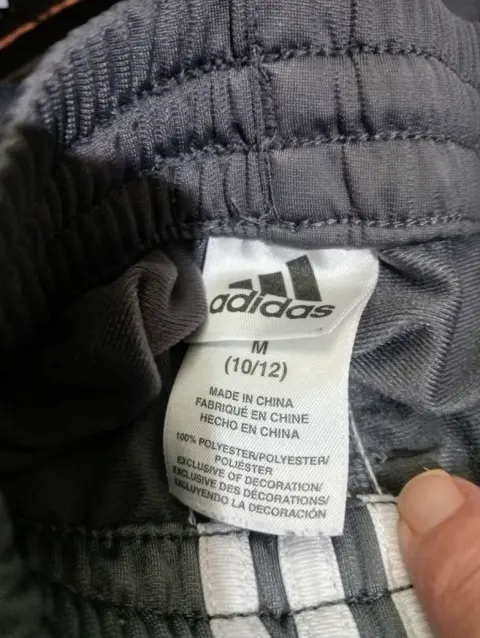 adidas
M
(10/12)
MADE IN CHINA
FABRIQUÉ EN CHINE
HECHO EN CHINA
100% POLYESTER/POLYESTER/
POLIÉSTER
EXCLUSIVE OF DECORATION/
EXCLUSIVE DES DÉCORATIONS/
EXCLUYENDO LA DECORACIÓN